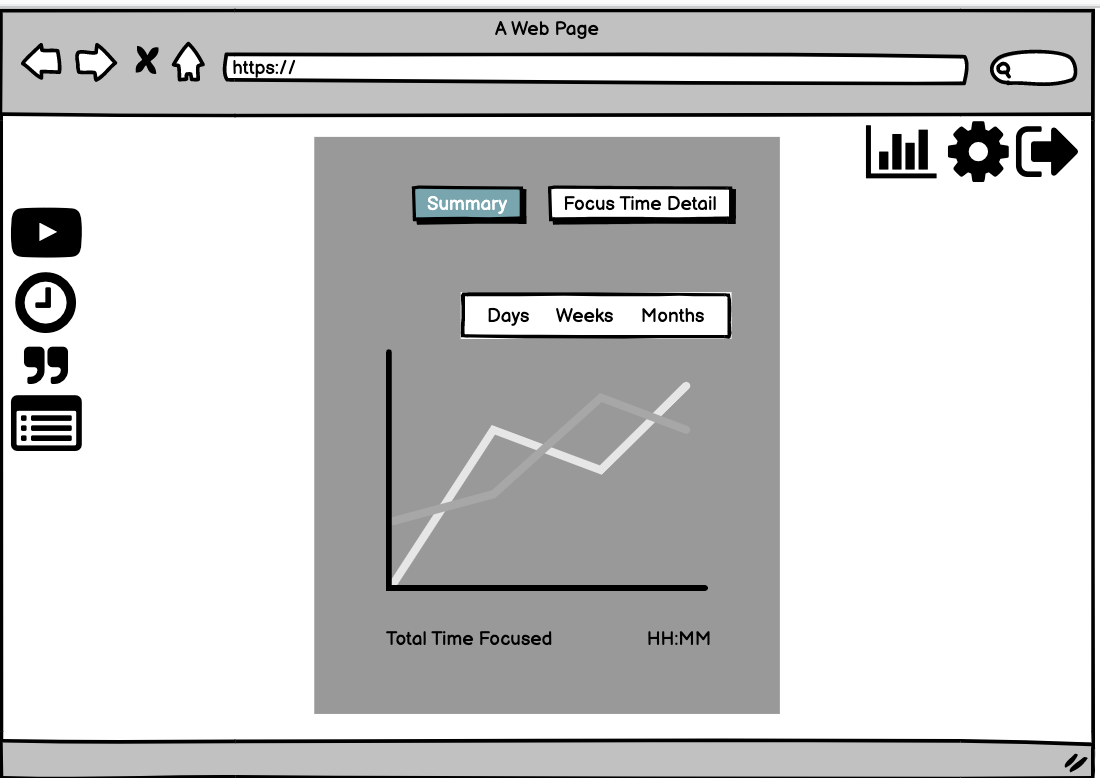 A Web Page
https://
Summary
Focus Time Detail
Days Weeks Months
Total Time Focused HH:MM